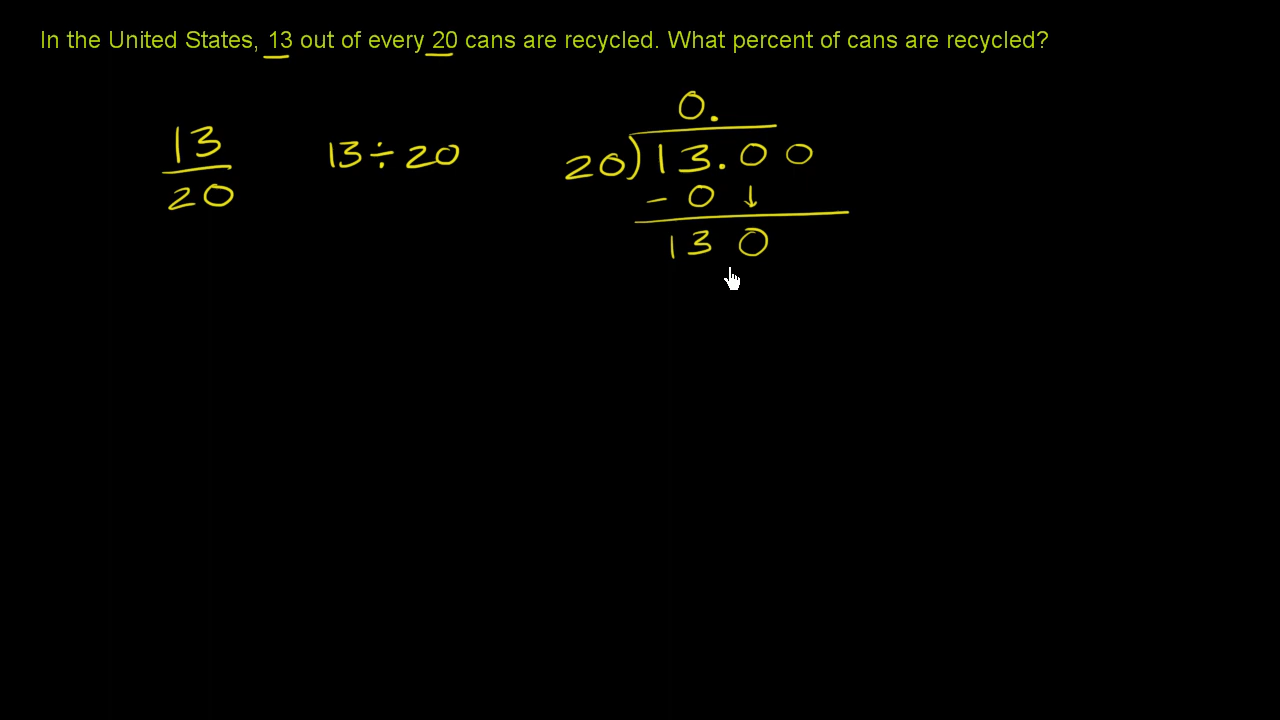 In the United States, 13 out of every 20 cans are recycled. What percent of cans are recycled?
0.
13
20
13 ÷ 20
20)13.00
- 0 ↓
130